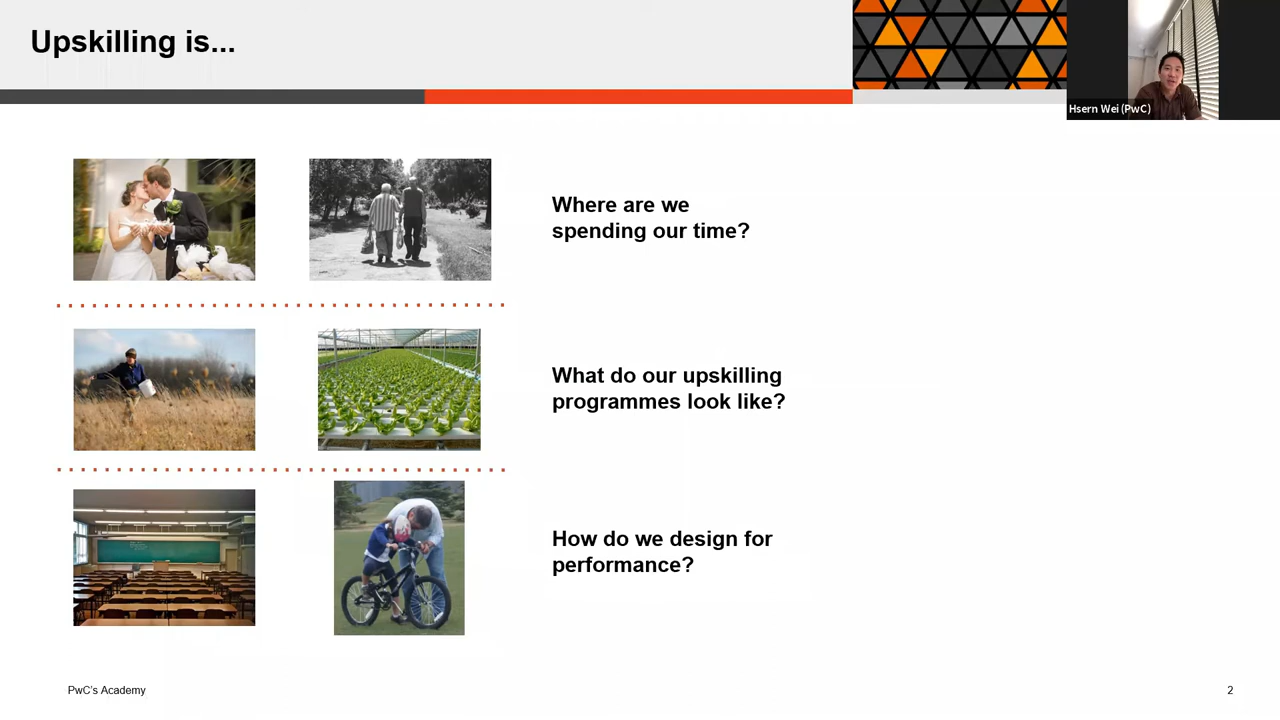 Upskilling is...
Hsern Wei (PwC)
Where are we
spending our time?
What do our upskilling
programmes look like?
How do we design for
performance?
PwC's Academy
2